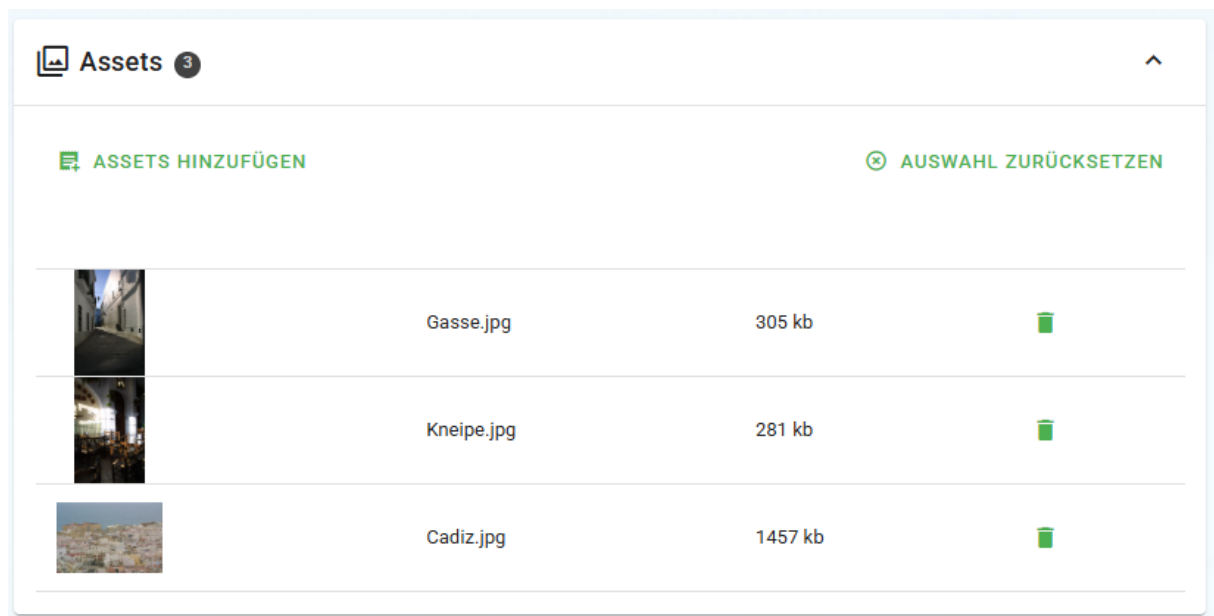 Assets 3
ASSETS HINZUFÜGEN AUSWAHL ZURÜCKSETZEN
Gasse.jpg 305 kb
Kneipe.jpg 281 kb
Cadiz.jpg 1457 kb